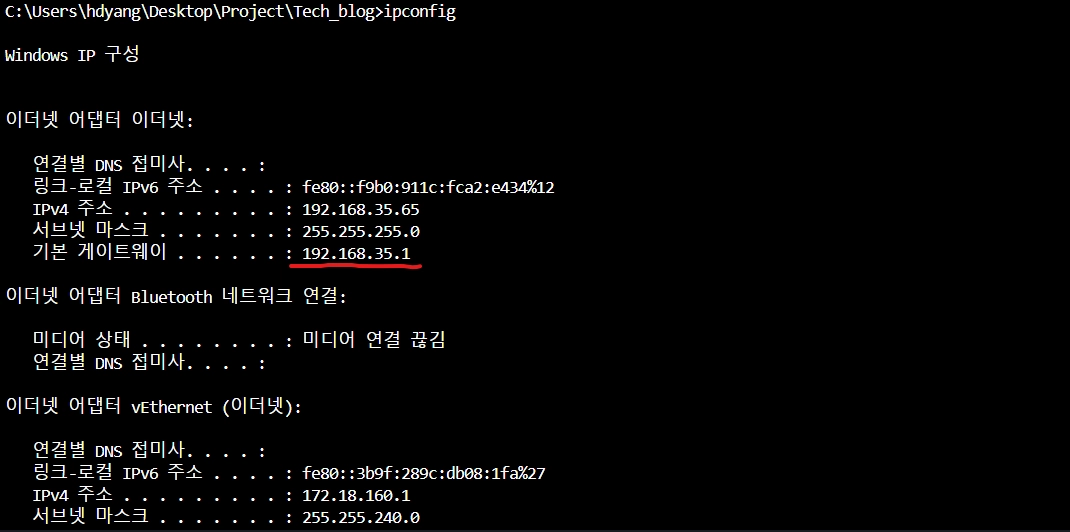 C:\Users\hdyang\Desktop\Project\Tech_blog>ipconfig
Windows IP 구성
이더넷 어댑터 이더넷:
연결별 DNS 접미사. . . . :
링크-로컬 IPv6 주소 . . . . : fe80::f9b0:911c:fca2:e434%12
IPv4 주소 . . . . . . . . . : 192.168.35.65
서브넷 마스크 . . . . . . . : 255.255.255.0
기본 게이트웨이 . . . . . . : 192.168.35.1
이더넷 어댑터 Bluetooth 네트워크 연결:
미디어 상태 . . . . . . . . : 미디어 연결 끊김
연결별 DNS 접미사. . . . :
이더넷 어댑터 vEthernet (이더넷):
연결별 DNS 접미사. . . . :
링크-로컬 IPv6 주소 . . . . : fe80::3b9f:289c:db08:1fa%27
IPv4 주소 . . . . . . . . . : 172.18.160.1
서브넷 마스크 . . . . . . . : 255.255.240.0